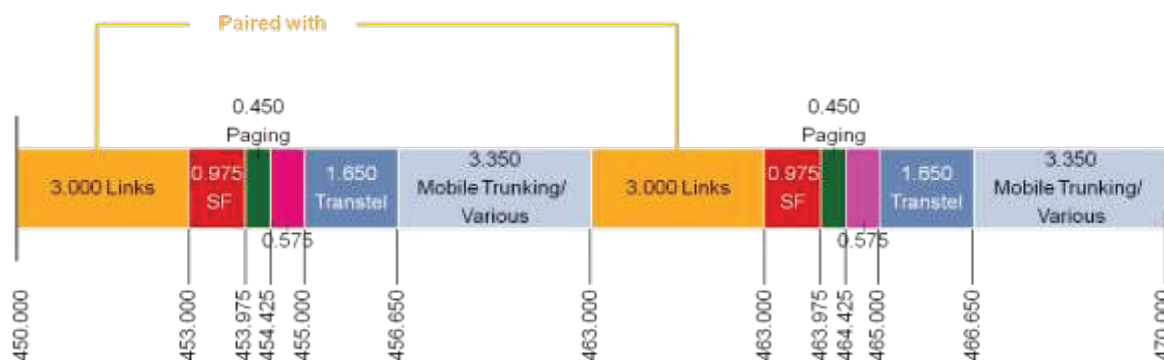 Paired with
0.450
Paging
0.450
Paging
3.000 Links
0.975
SF
1.650
Transtel
3.350
Mobile Trunking/
Various
3.000 Links
0.975
SF
1.650
Transtel
3.350
Mobile Trunking/
Various
0.575
0.575
450.000
453.000
453.975
454.425
455.000
456.650
463.000
463.000
463.975
464.425
465.000
466.650
470.000